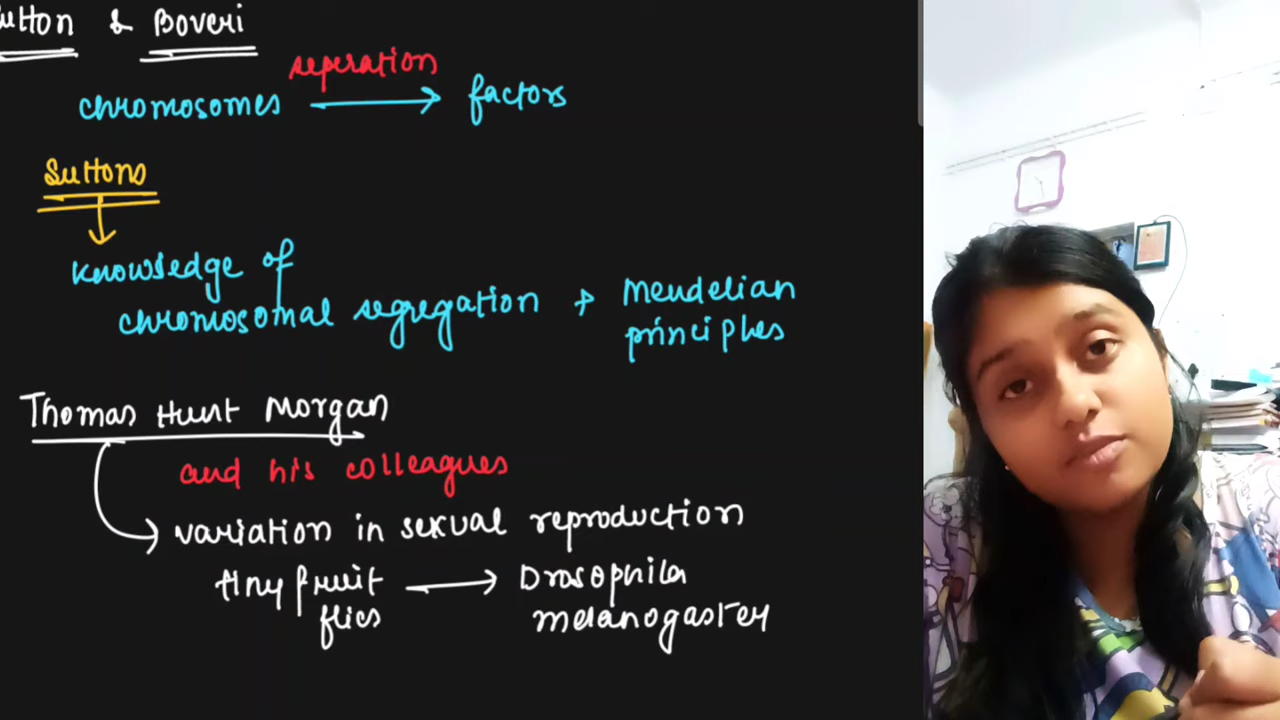 utton & Boveri
seperation
chromosomes → factors
Suttons
↓
Knowledge of
chromosomal segregation + Mendelian
principles
Thomas Hunt Morgan
and his colleagues
→ variation in sexual reproduction
tiny fruit → Drosophila
flies melanogaster